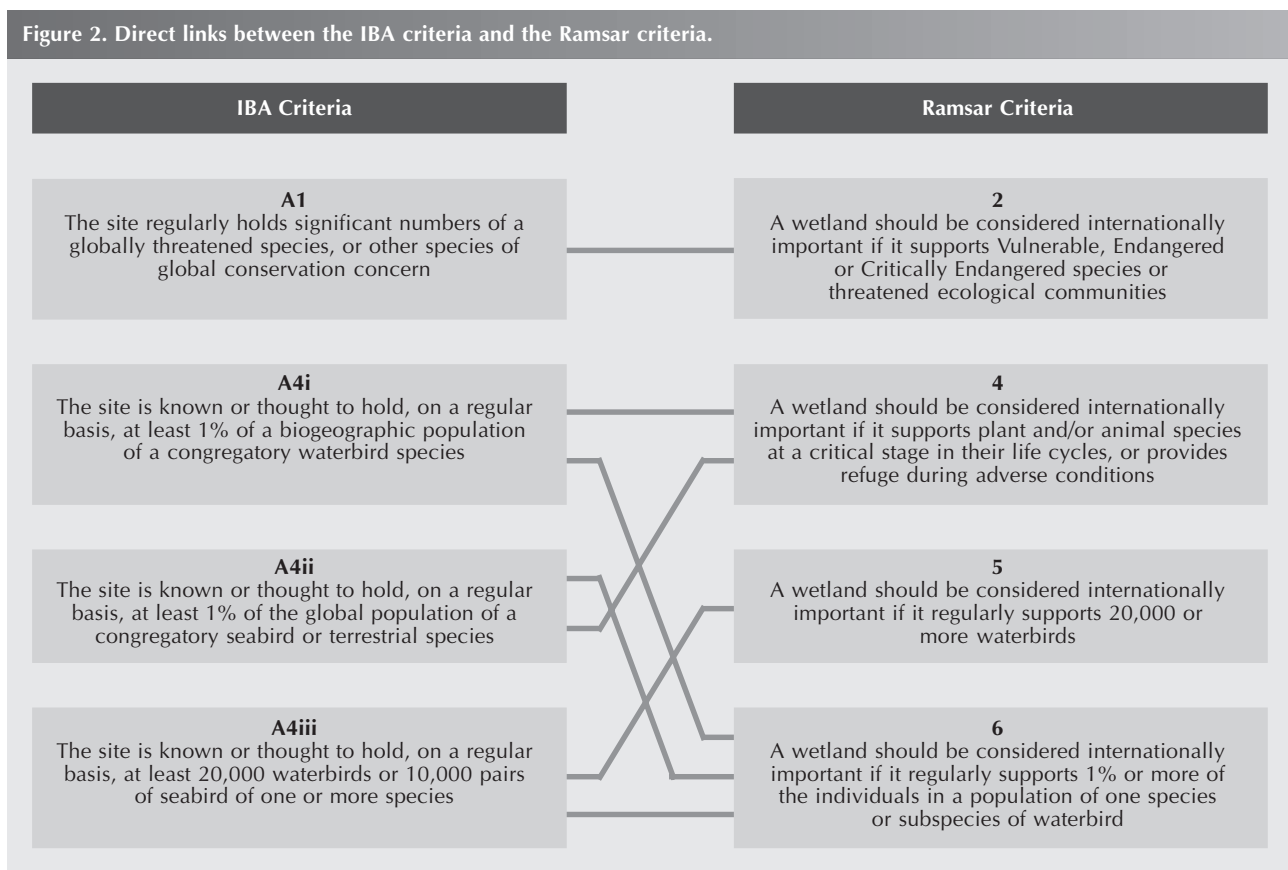 Figure 2. Direct links between the IBA criteria and the Ramsar criteria.
IBA Criteria
Ramsar Criteria
A1
The site regularly holds significant numbers of a
globally threatened species, or other species of
global conservation concern
2
A wetland should be considered internationally
important if it supports Vulnerable, Endangered
or Critically Endangered species or
threatened ecological communities
A4i
The site is known or thought to hold, on a regular
basis, at least 1% of a biogeographic population
of a congregatory waterbird species
4
A wetland should be considered internationally
important if it supports plant and/or animal species
at a critical stage in their life cycles, or provides
refuge during adverse conditions
A4ii
The site is known or thought to hold, on a regular
basis, at least 1% of the global population of a
congregatory seabird or terrestrial species
5
A wetland should be considered internationally
important if it regularly supports 20,000 or
more waterbirds
A4iii
The site is known or thought to hold, on a regular
basis, at least 20,000 waterbirds or 10,000 pairs
of seabird of one or more species
6
A wetland should be considered internationally
important if it regularly supports 1% or more of
the individuals in a population of one species
or subspecies of waterbird